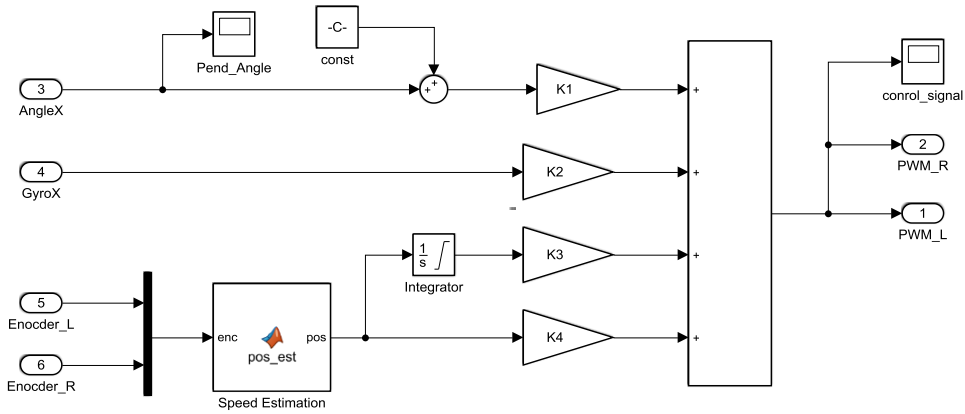 -C-
Pend_Angle
const
3
+
+
K1
+
AngleX
conrol_signal
4
K2
+
2
GyroX
PWM_R
1
PWM_L
1
s
K3
+
Integrator
5
Enocder_L
enc
pos
pos_est
K4
+
6
Enocder_R
Speed Estimation